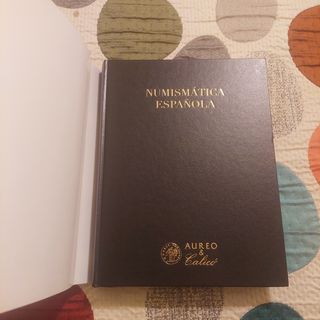 NUMISMÁTICA
ESPAÑOLA
AUREO
&
Calicó